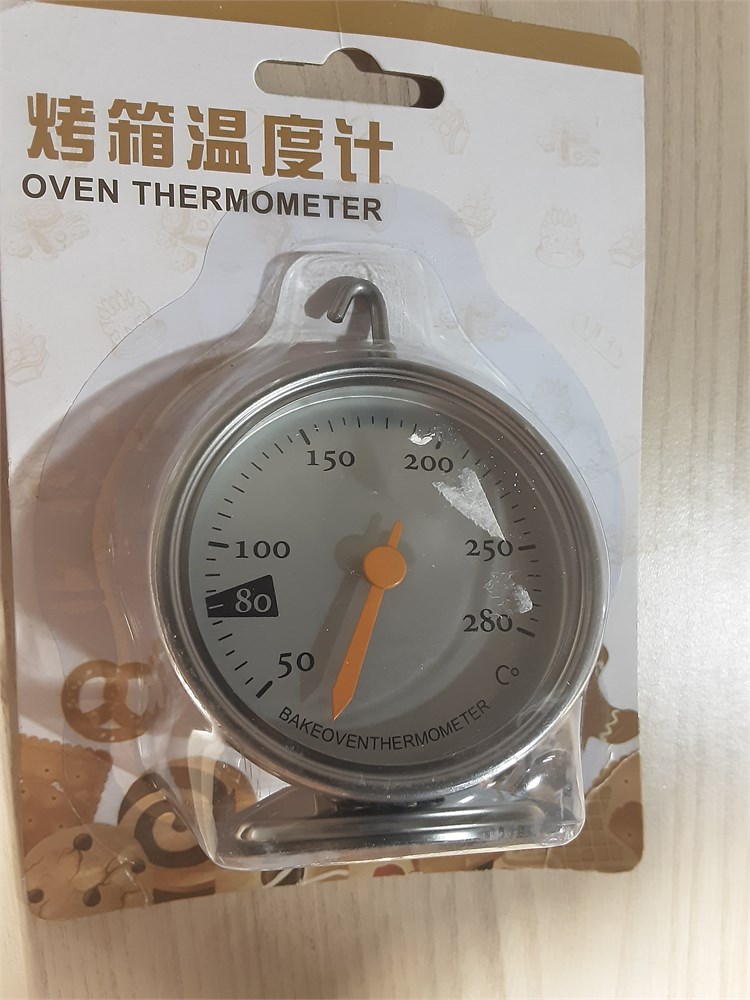 烤箱温度计
OVEN THERMOMETER
150 200
100 250
80
280
50
C°
BAKEOVENTHERMOMETER